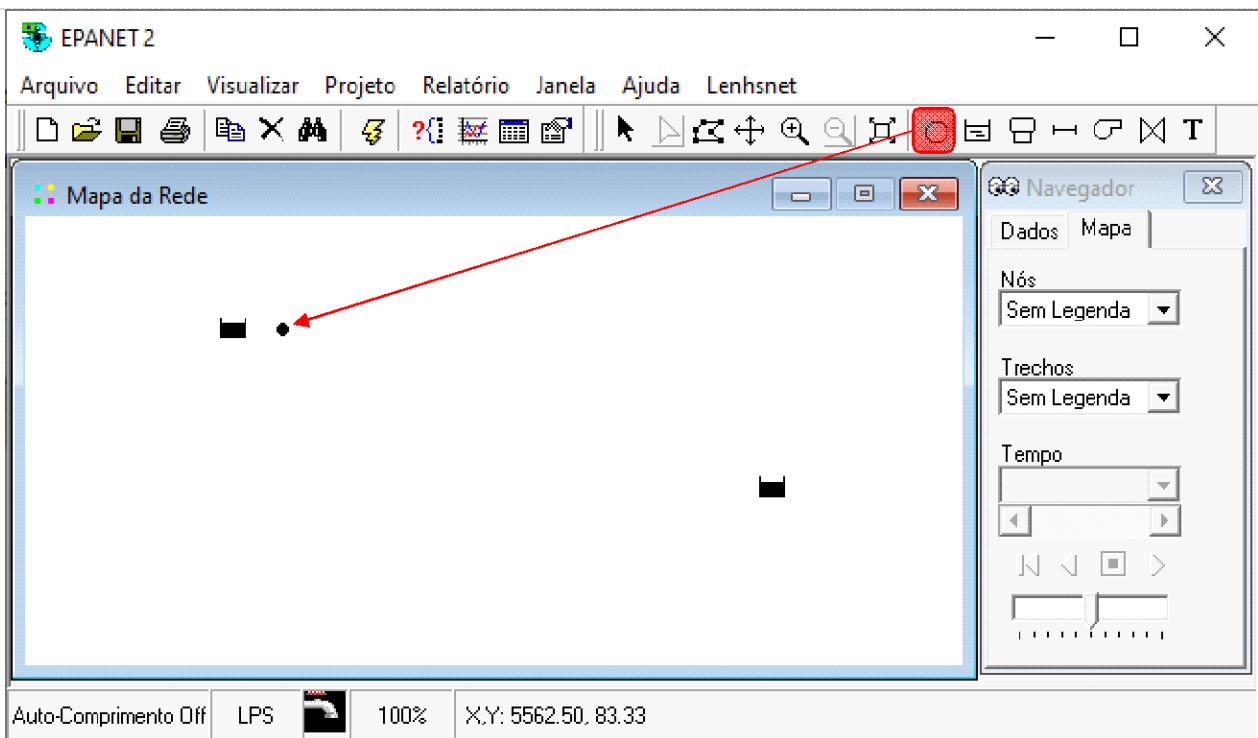 EPANET 2
Arquivo Editar Visualizar Projeto Relatório Janela Ajuda Lenhsnet
T
Mapa da Rede
Navegador
Dados Mapa
Nós
Sem Legenda
Trechos
Sem Legenda
Tempo
Auto-Comprimento Off LPS 100% X,Y: 5562.50, 83.33